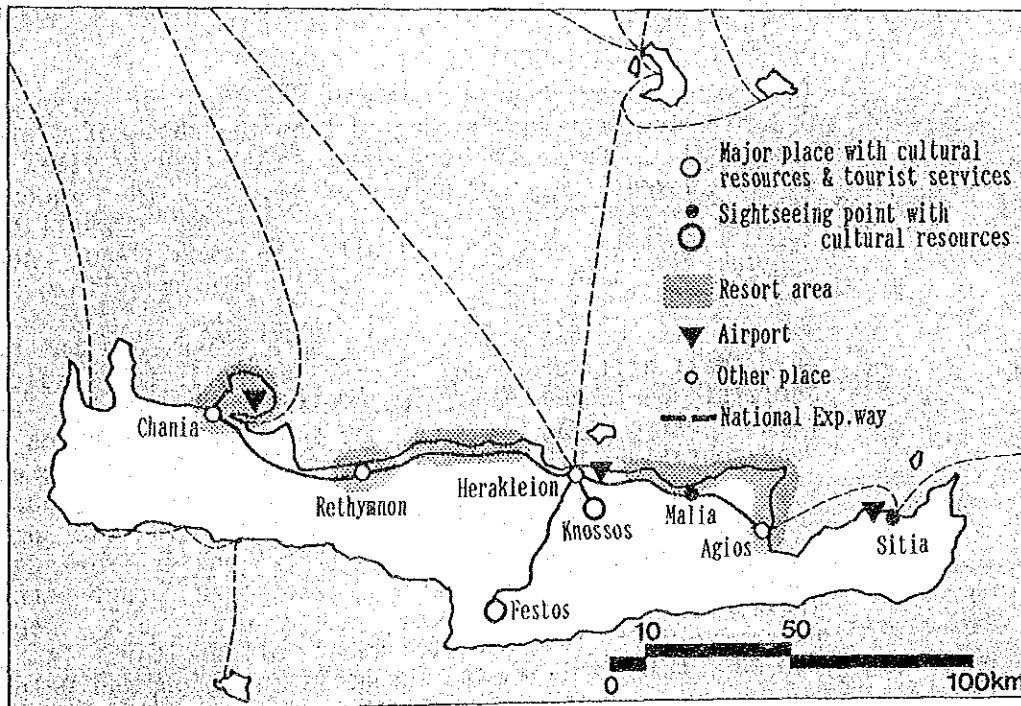 Major place with cultural
resources & tourist services
Sightseeing point with
cultural resources
Resort area
Airport
Other place
National Exp.way
Chania
Rethymnon
Herakleion
Knossos
Malia
Agios
Sitia
Festos
10 50
0 100km